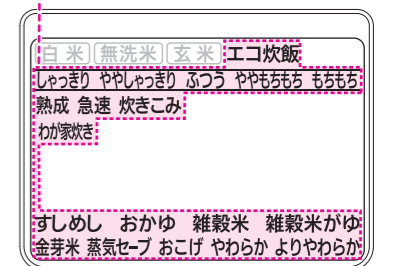 白米 無洗米 玄米 エコ炊飯
しゃっきり ややしゃっきり ふつう ややもちもち もちもち
熟成 急速 炊きこみ
わが家炊き
すしめし おかゆ 雑穀米 雑穀米がゆ
金芽米 蒸気セーブ おこげ やわらか よりやわらか